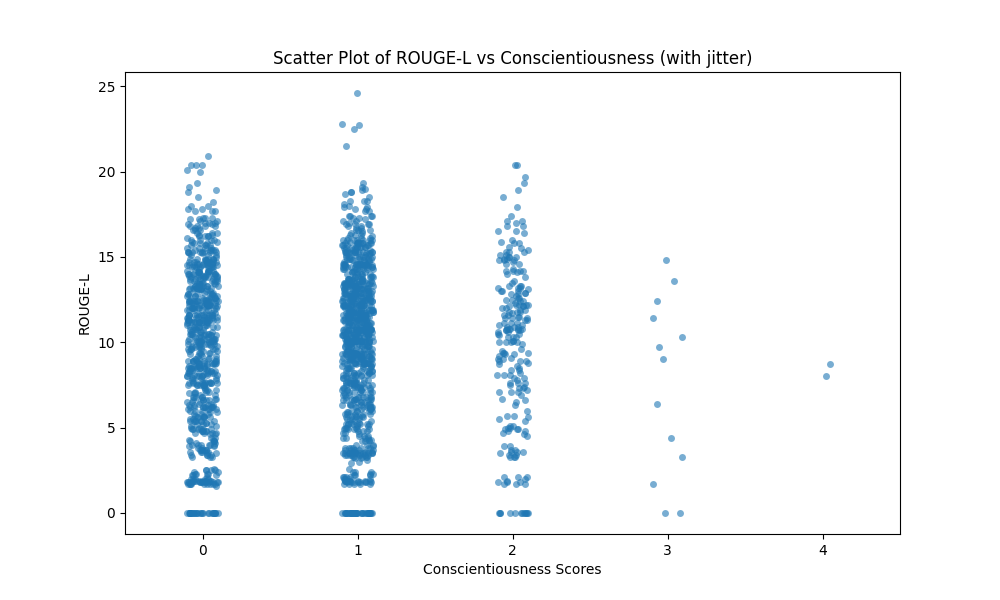 Scatter Plot of ROUGE-L vs Conscientiousness (with jitter)
25
20
15
10
5
0
ROUGE-L
0 1 2 3 4
Conscientiousness Scores